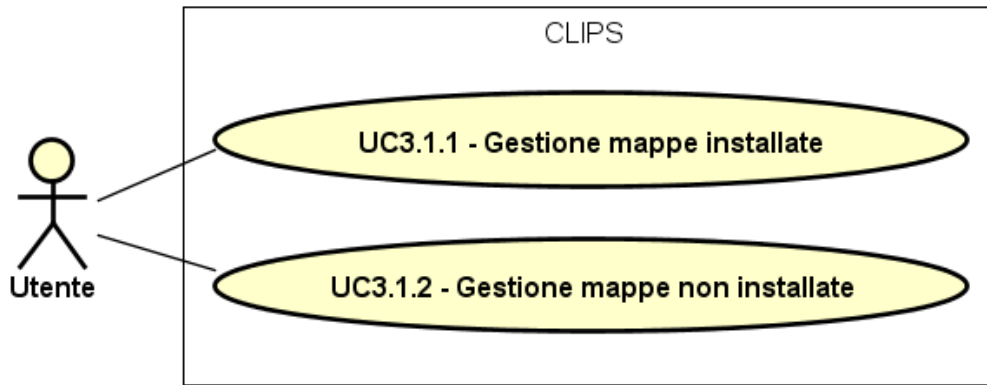 CLIPS
UC3.1.1 - Gestione mappe installate
Utente
UC3.1.2 - Gestione mappe non installate